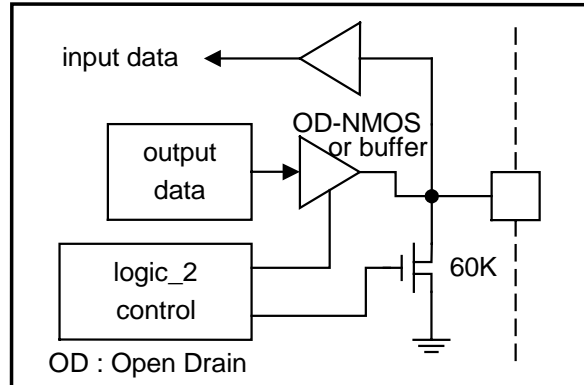 input data
OD-NMOS
or buffer
output
data
logic_2
control
60K
OD : Open Drain